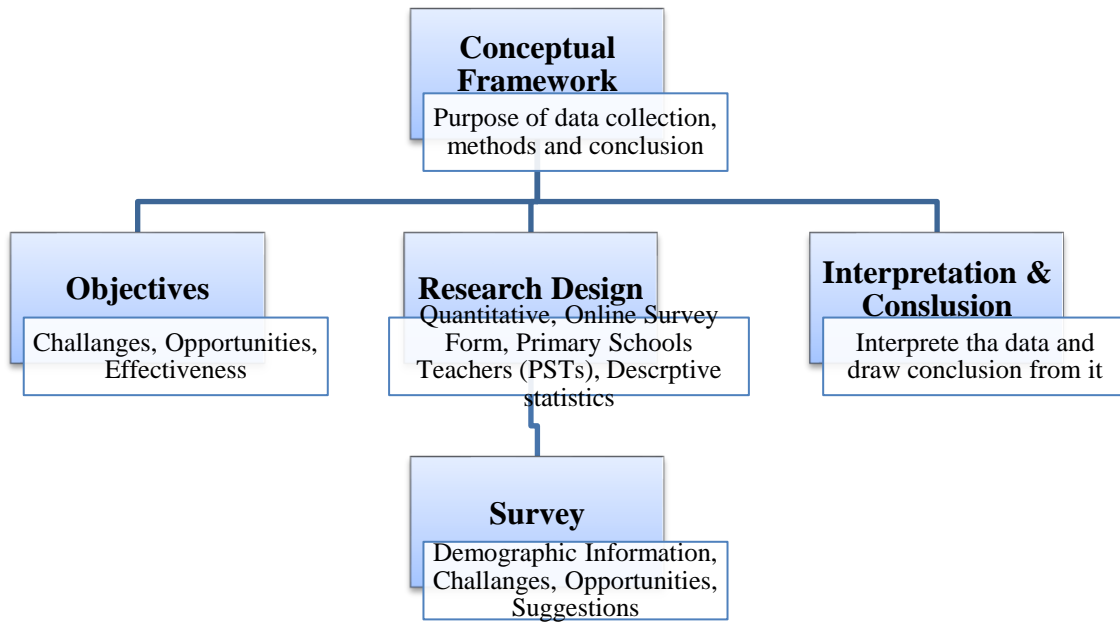 Conceptual
Framework
Purpose of data collection,
methods and conclusion
Objectives
Challanges, Opportunities,
Effectiveness
Research Design
Quantitative, Online Survey
Form, Primary Schools
Teachers (PSTs), Descrptive
statistics
Interpretation &
Conslusion
Interprete tha data and
draw conclusion from it
Survey
Demographic Information,
Challanges, Opportunities,
Suggestions